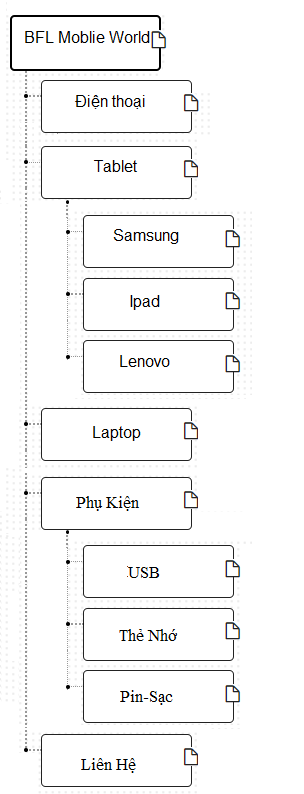 BFL Moblie World
Điện thoại
Tablet
Samsung
Ipad
Lenovo
Laptop
Phụ Kiện
USB
Thẻ Nhớ
Pin-Sạc
Liên Hệ